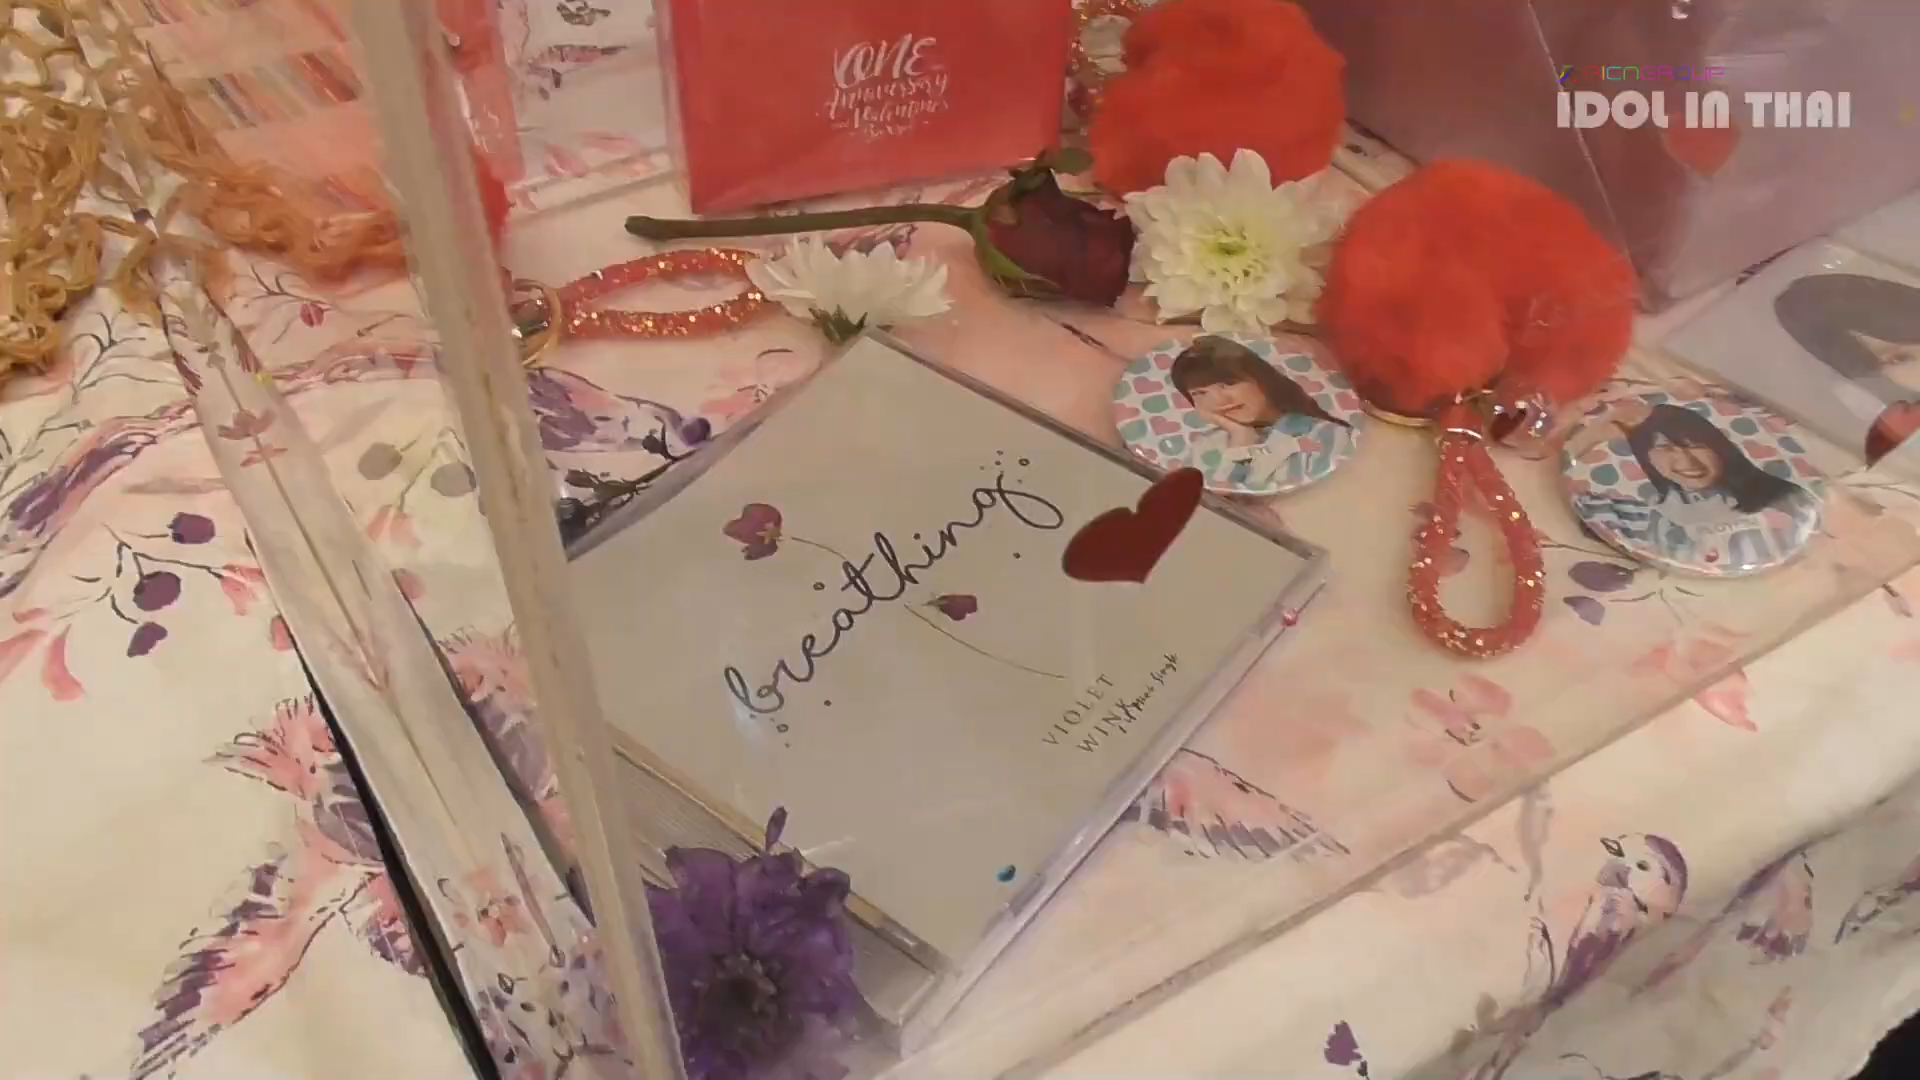 ONE
Anniversary
Valentines
IDOL IN THAI
breathing
VIOLET
WINK